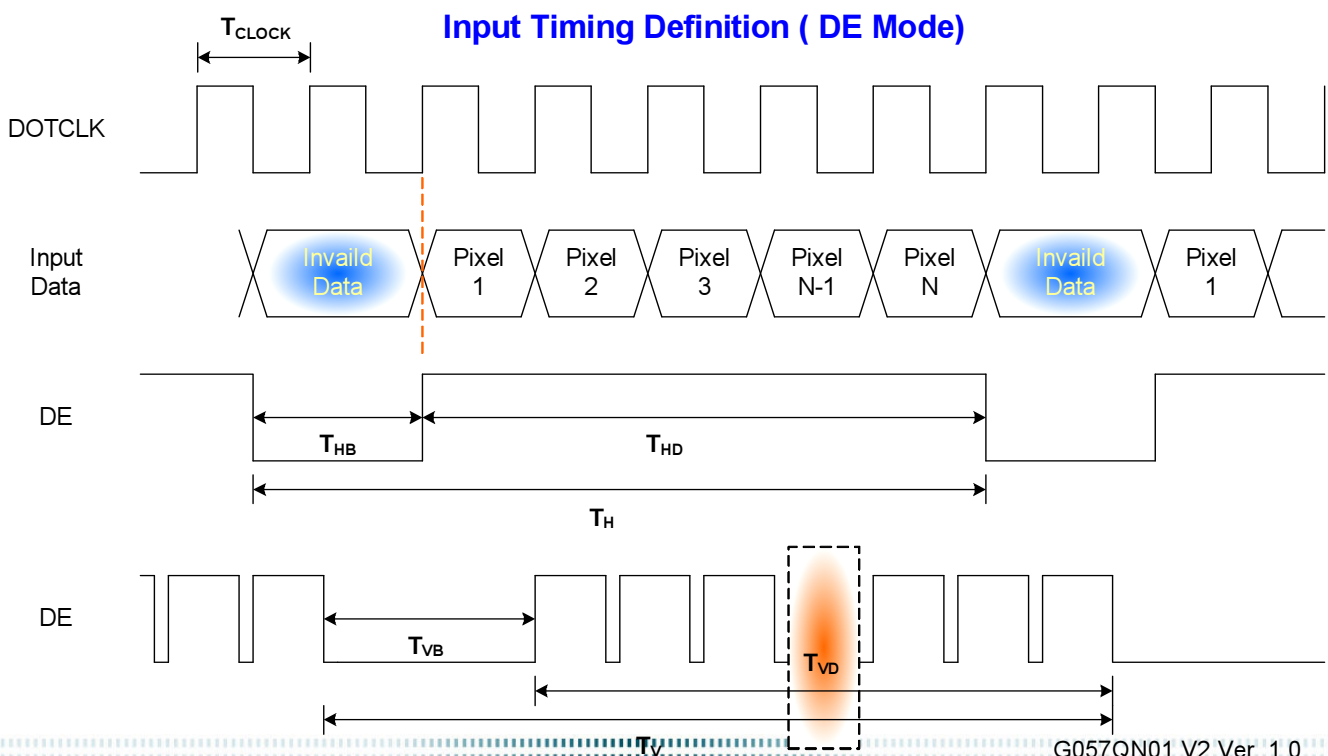 Input Timing Definition ( DE Mode)
TCLOCK
DOTCLK
Input
Data
Invaild
Data
Pixel
1
Pixel
2
Pixel
3
Pixel
N-1
Pixel
N
Invaild
Data
Pixel
1
DE
THB
THD
TH
DE
TVB
TVD
TV
G057QN01 V2 Ver. 1.0